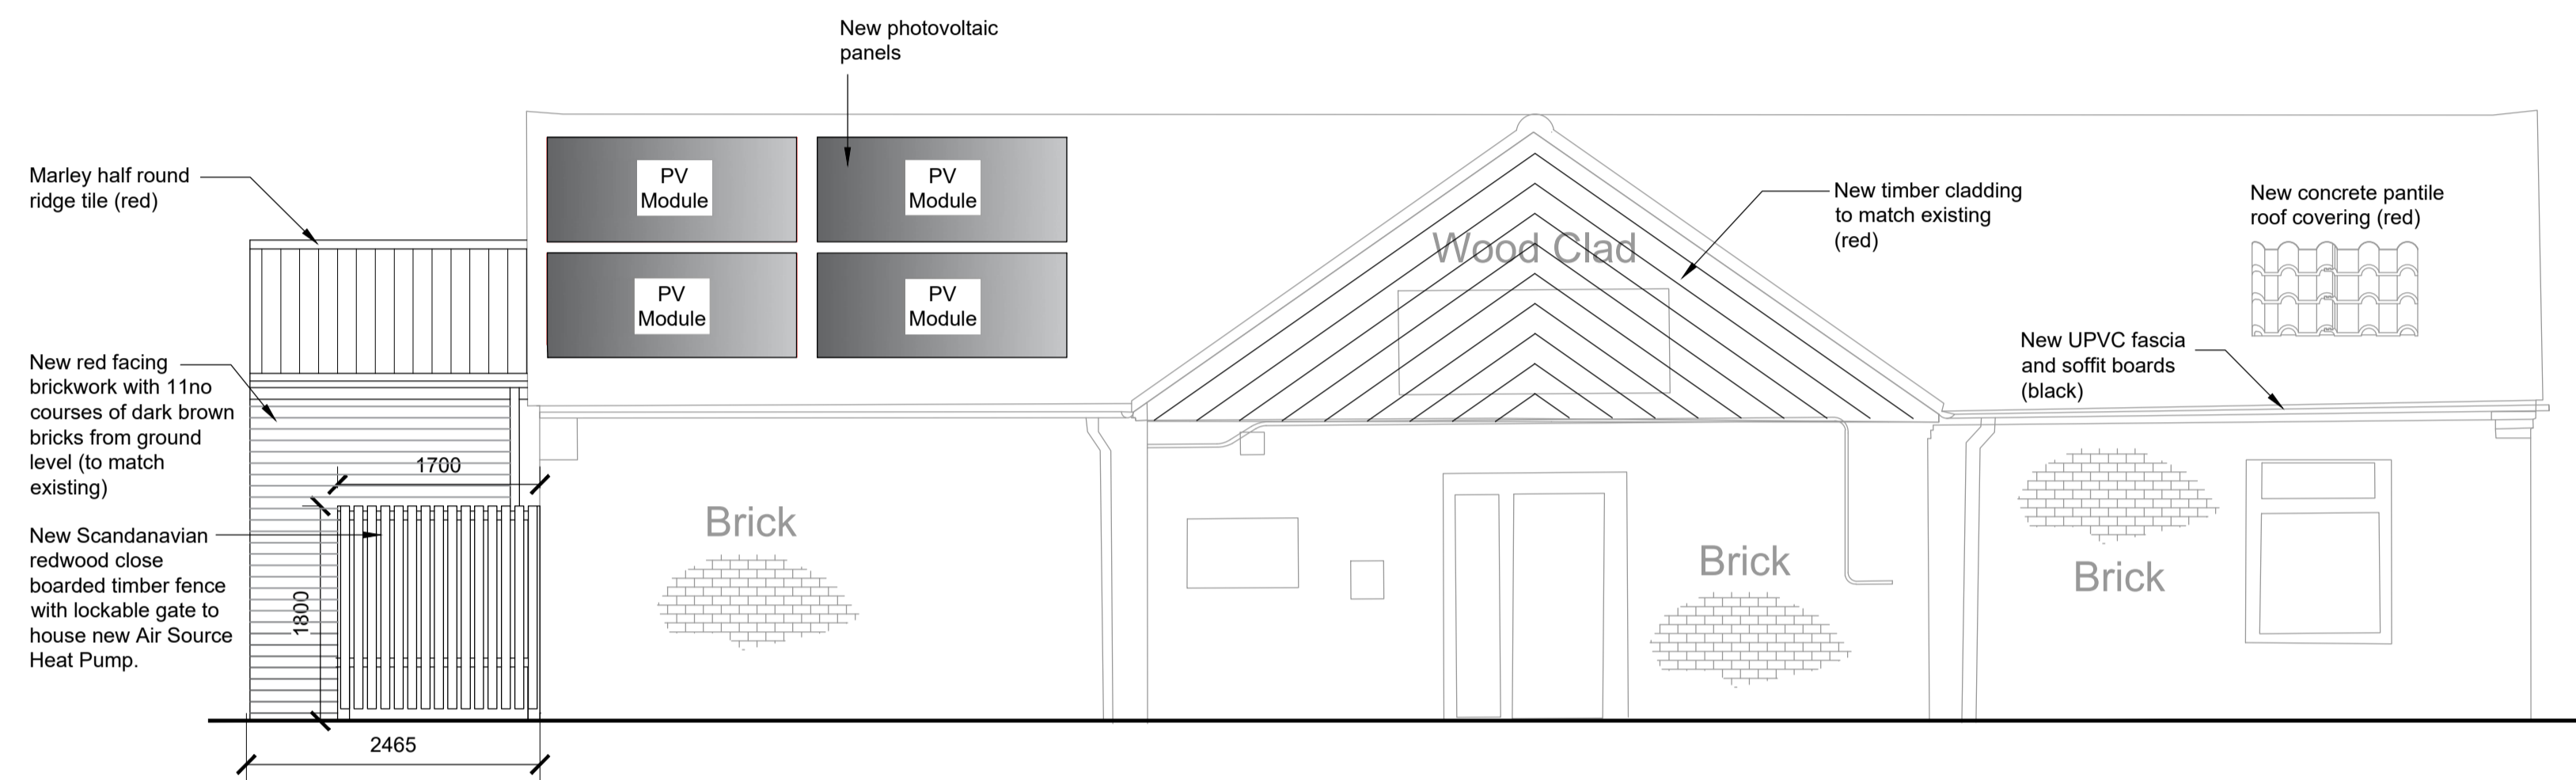 New photovoltaic
panels
Marley half round
ridge tile (red)
PV
Module
PV
Module
PV
Module
PV
Module
New timber cladding
to match existing
(red)
Wood Clad
New concrete pantile
roof covering (red)
New UPVC fascia
and soffit boards
(black)
New red facing
brickwork with 11no
courses of dark brown
bricks from ground
level (to match
existing)
1700
New Scandanavian
redwood close
boarded timber fence
with lockable gate to
house new Air Source
Heat Pump.
1800
2465
Brick
Brick
Brick